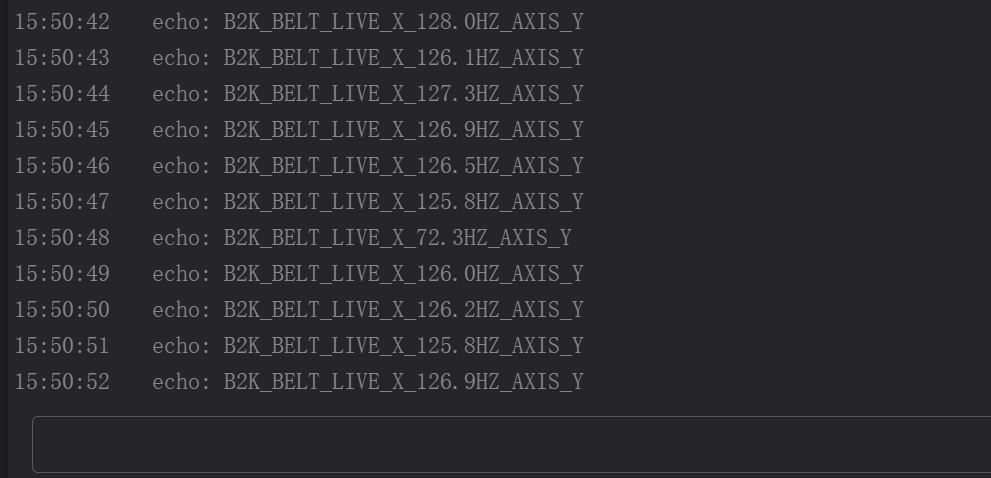 15:50:42 echo: B2K_BELT_LIVE_X_128.0HZ_AXIS_Y
15:50:43 echo: B2K_BELT_LIVE_X_126.1HZ_AXIS_Y
15:50:44 echo: B2K_BELT_LIVE_X_127.3HZ_AXIS_Y
15:50:45 echo: B2K_BELT_LIVE_X_126.9HZ_AXIS_Y
15:50:46 echo: B2K_BELT_LIVE_X_126.5HZ_AXIS_Y
15:50:47 echo: B2K_BELT_LIVE_X_125.8HZ_AXIS_Y
15:50:48 echo: B2K_BELT_LIVE_X_72.3HZ_AXIS_Y
15:50:49 echo: B2K_BELT_LIVE_X_126.0HZ_AXIS_Y
15:50:50 echo: B2K_BELT_LIVE_X_126.2HZ_AXIS_Y
15:50:51 echo: B2K_BELT_LIVE_X_125.8HZ_AXIS_Y
15:50:52 echo: B2K_BELT_LIVE_X_126.9HZ_AXIS_Y